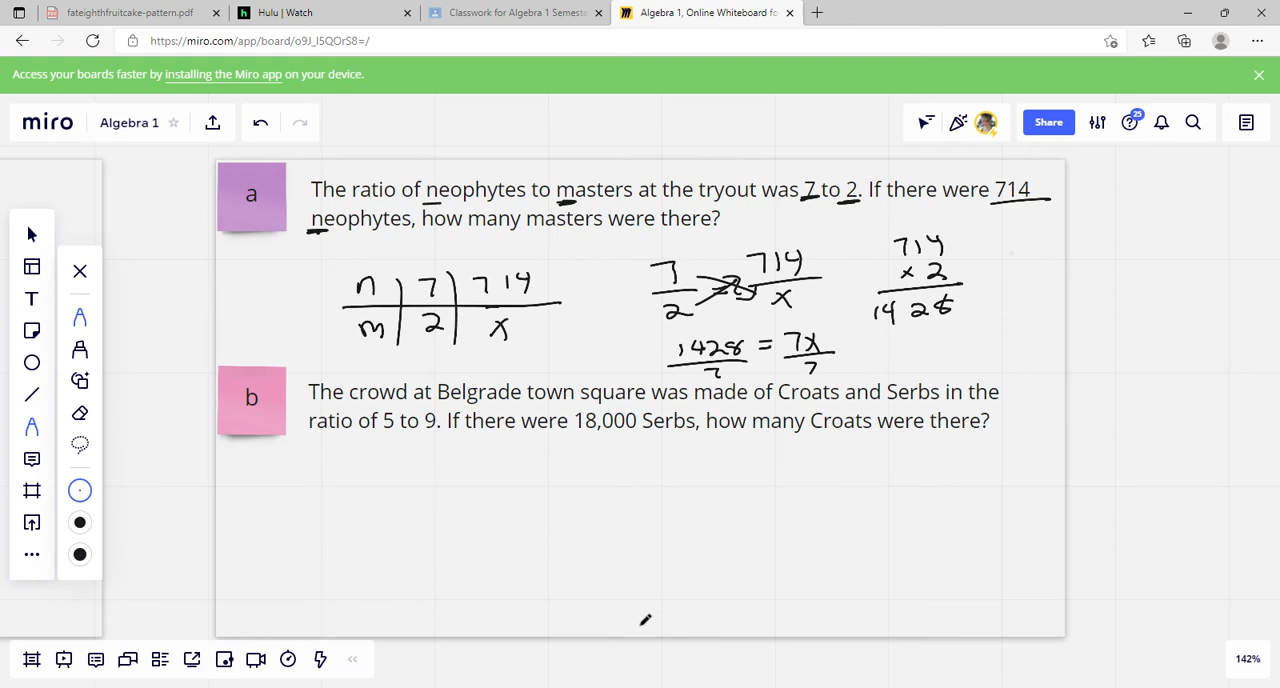 fateighthfruitcake-pattern.pdf
Hulu | Watch
Classwork for Algebra 1 Semeste
Algebra 1, Online Whiteboard fo
https://miro.com/app/board/o9J_l5QOrS8=/
Access your boards faster by installing the Miro app on your device.
miro
Algebra 1
Share
25
a
The ratio of neophytes to masters at the tryout was 7 to 2. If there were 714
neophytes, how many masters were there?
n 7 714
m 2 x
7/2 = 714/x
714
x 2
1428
1428/7 = 7x/7
b
The crowd at Belgrade town square was made of Croats and Serbs in the
ratio of 5 to 9. If there were 18,000 Serbs, how many Croats were there?
142%